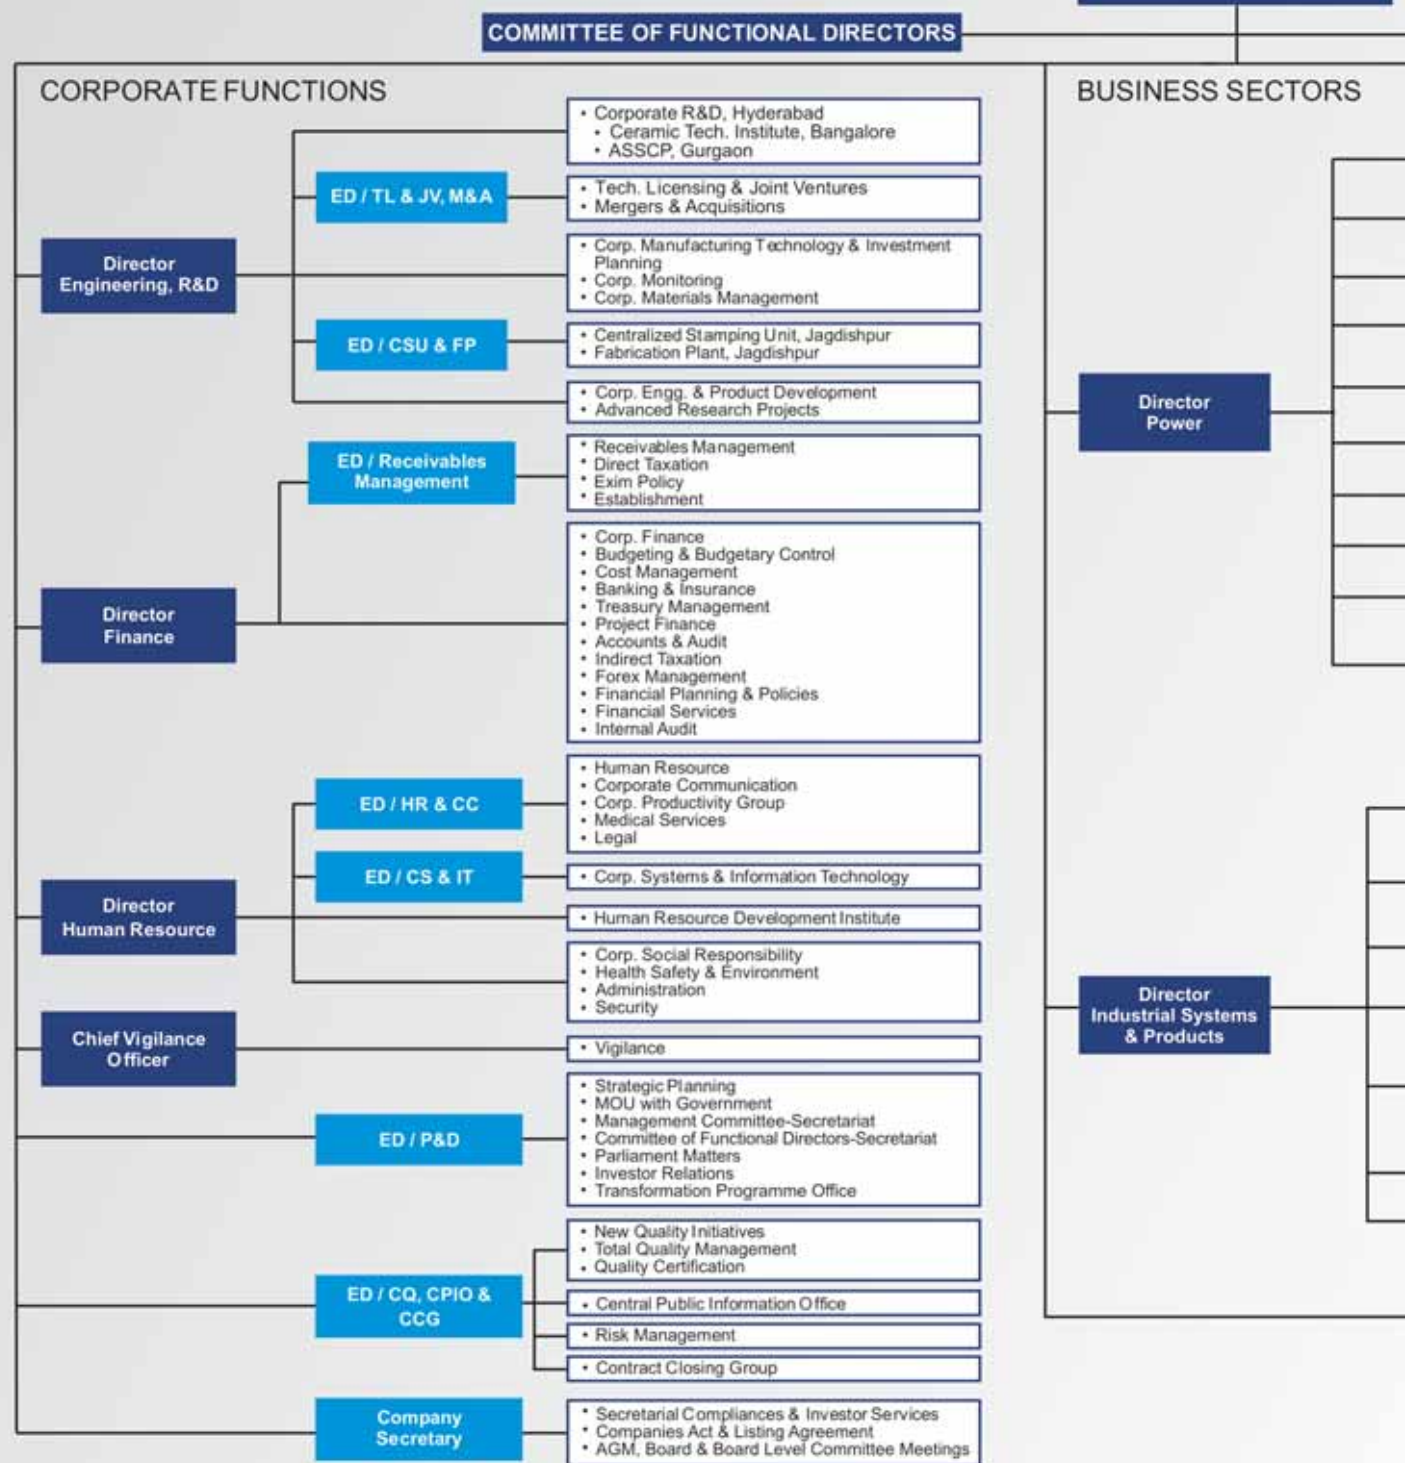 COMMITTEE OF FUNCTIONAL DIRECTORS
CORPORATE FUNCTIONS
Director
Engineering, R&D
• Corporate R&D, Hyderabad
• Ceramic Tech. Institute, Bangalore
• ASSCP, Gurgaon
ED / TL & JV, M&A
• Tech. Licensing & Joint Ventures
• Mergers & Acquisitions
• Corp. Manufacturing Technology & Investment
Planning
• Corp. Monitoring
• Corp. Materials Management
ED / CSU & FP
• Centralized Stamping Unit, Jagdishpur
• Fabrication Plant, Jagdishpur
• Corp. Engg. & Product Development
• Advanced Research Projects
Director
Finance
ED / Receivables
Management
• Receivables Management
• Direct Taxation
• Exim Policy
• Establishment
• Corp. Finance
• Budgeting & Budgetary Control
• Cost Management
• Banking & Insurance
• Treasury Management
• Project Finance
• Accounts & Audit
• Indirect Taxation
• Forex Management
• Financial Planning & Policies
• Financial Services
• Internal Audit
Director
Human Resource
ED / HR & CC
• Human Resource
• Corporate Communication
• Corp. Productivity Group
• Medical Services
• Legal
ED / CS & IT
• Corp. Systems & Information Technology
• Human Resource Development Institute
• Corp. Social Responsibility
• Health Safety & Environment
• Administration
• Security
Chief Vigilance
Officer
• Vigilance
ED / P&D
• Strategic Planning
• MOU with Government
• Management Committee-Secretariat
• Committee of Functional Directors-Secretariat
• Parliament Matters
• Investor Relations
• Transformation Programme Office
ED / CQ, CPIO &
CCG
• New Quality Initiatives
• Total Quality Management
• Quality Certification
• Central Public Information Office
• Risk Management
• Contract Closing Group
Company
Secretary
• Secretarial Compliances & Investor Services
• Companies Act & Listing Agreement
• AGM, Board & Board Level Committee Meetings
BUSINESS SECTORS
Director
Power
Director
Industrial Systems
& Products